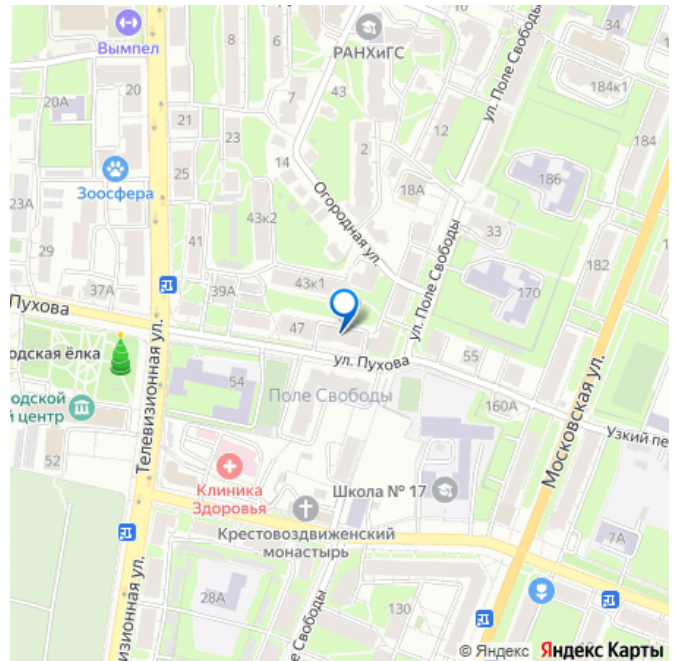 34
8
6
Вымпел
20
РАНХиГС
ул. Поле Свободы
184к1
20А
7
43
21
23
2
12
184
14
25
Зоосфера
186
18А
23А
43к2
Огородная ул.
33
41
29
182
37А
39А
43к1
ул. Поле Свободы
170
Пухова
47
одская ёлка
ул. Пухова
55
Телевизионная ул.
54
Поле Свободы
160А
Московская ул.
одской
й центр
Узкий пе
52
Клиника
Здоровья
Школа № 17
Крестовоздвиженский
монастырь
7А
28А
130
визионная ул.
е Свободы
© Яндекс Яндекс Карты